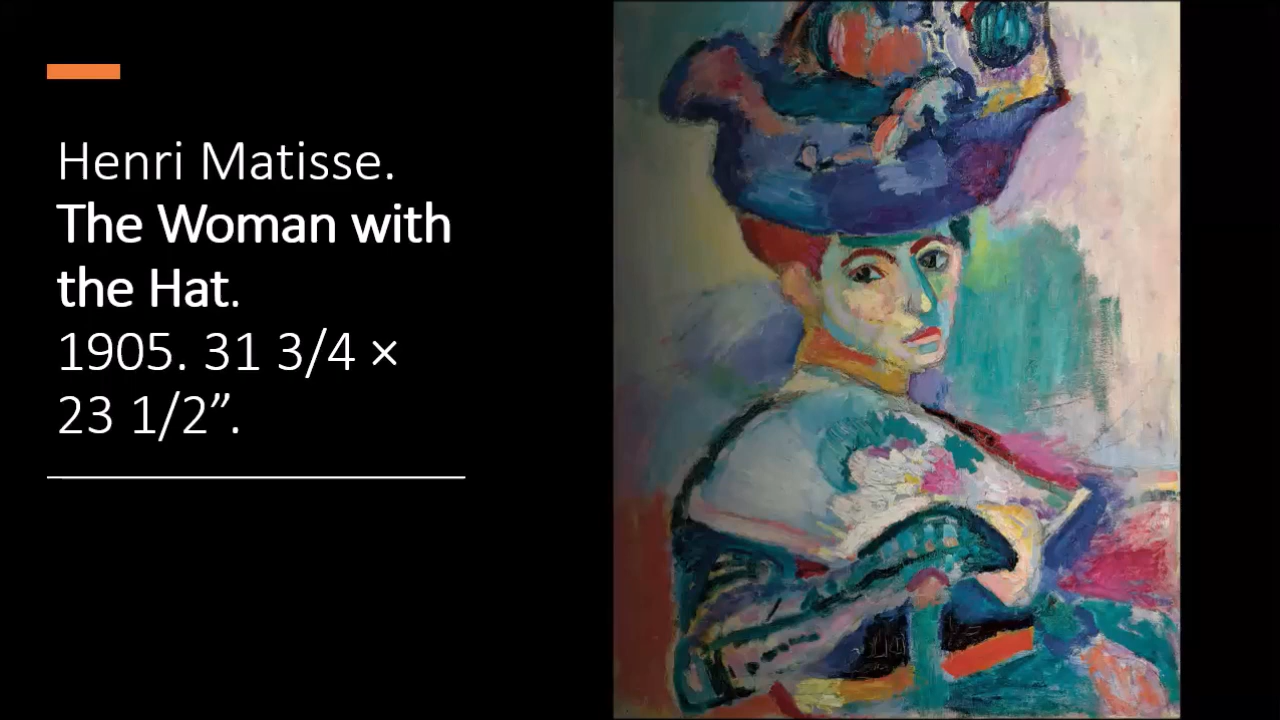 Henri Matisse.
The Woman with
the Hat.
1905. 31 3/4 ×
23 1/2”.